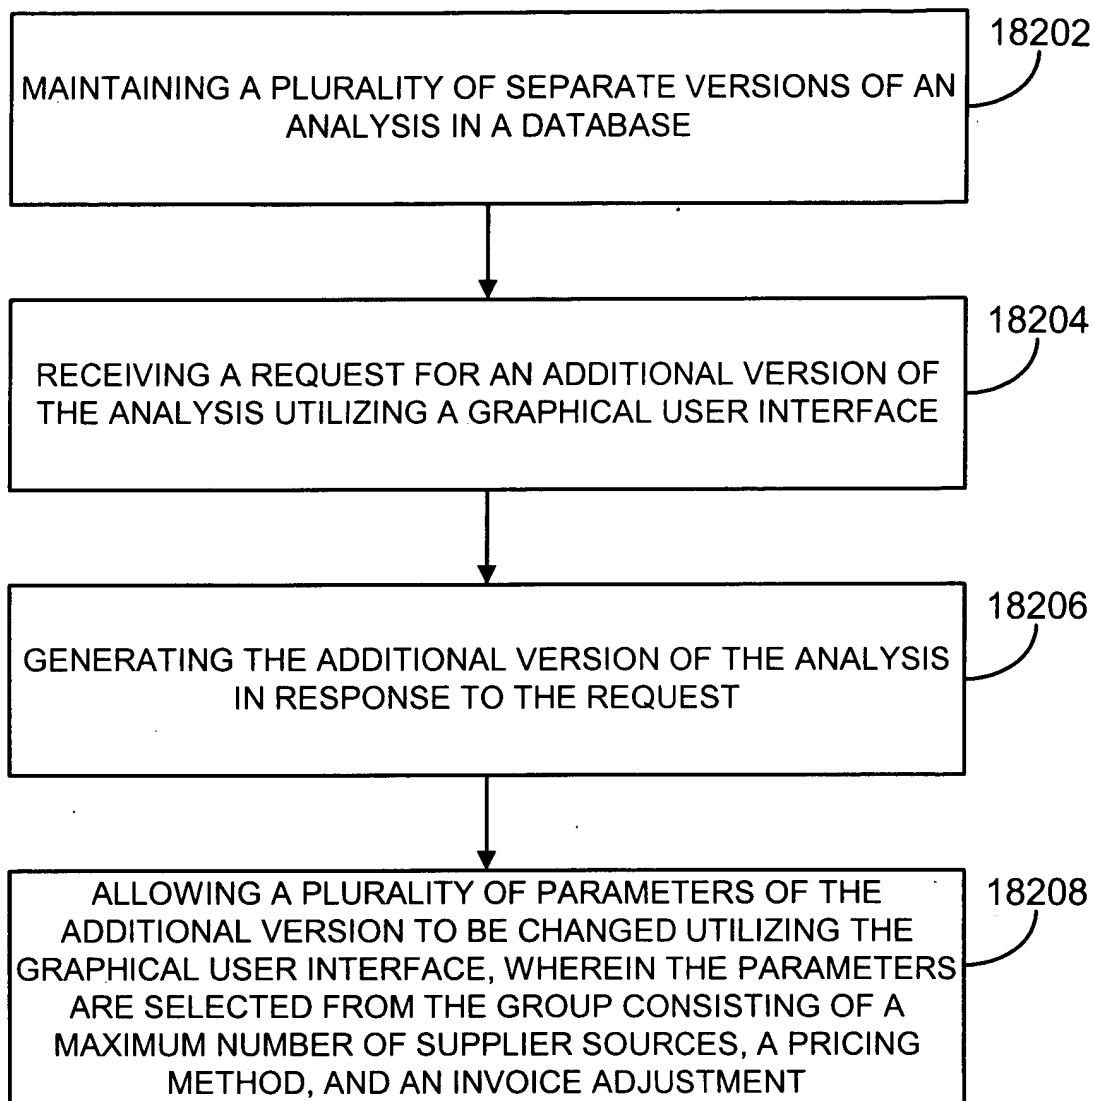 18202
MAINTAINING A PLURALITY OF SEPARATE VERSIONS OF AN
ANALYSIS IN A DATABASE
18204
RECEIVING A REQUEST FOR AN ADDITIONAL VERSION OF
THE ANALYSIS UTILIZING A GRAPHICAL USER INTERFACE
18206
GENERATING THE ADDITIONAL VERSION OF THE ANALYSIS
IN RESPONSE TO THE REQUEST
18208
ALLOWING A PLURALITY OF PARAMETERS OF THE
ADDITIONAL VERSION TO BE CHANGED UTILIZING THE
GRAPHICAL USER INTERFACE, WHEREIN THE PARAMETERS
ARE SELECTED FROM THE GROUP CONSISTING OF A
MAXIMUM NUMBER OF SUPPLIER SOURCES, A PRICING
METHOD, AND AN INVOICE ADJUSTMENT